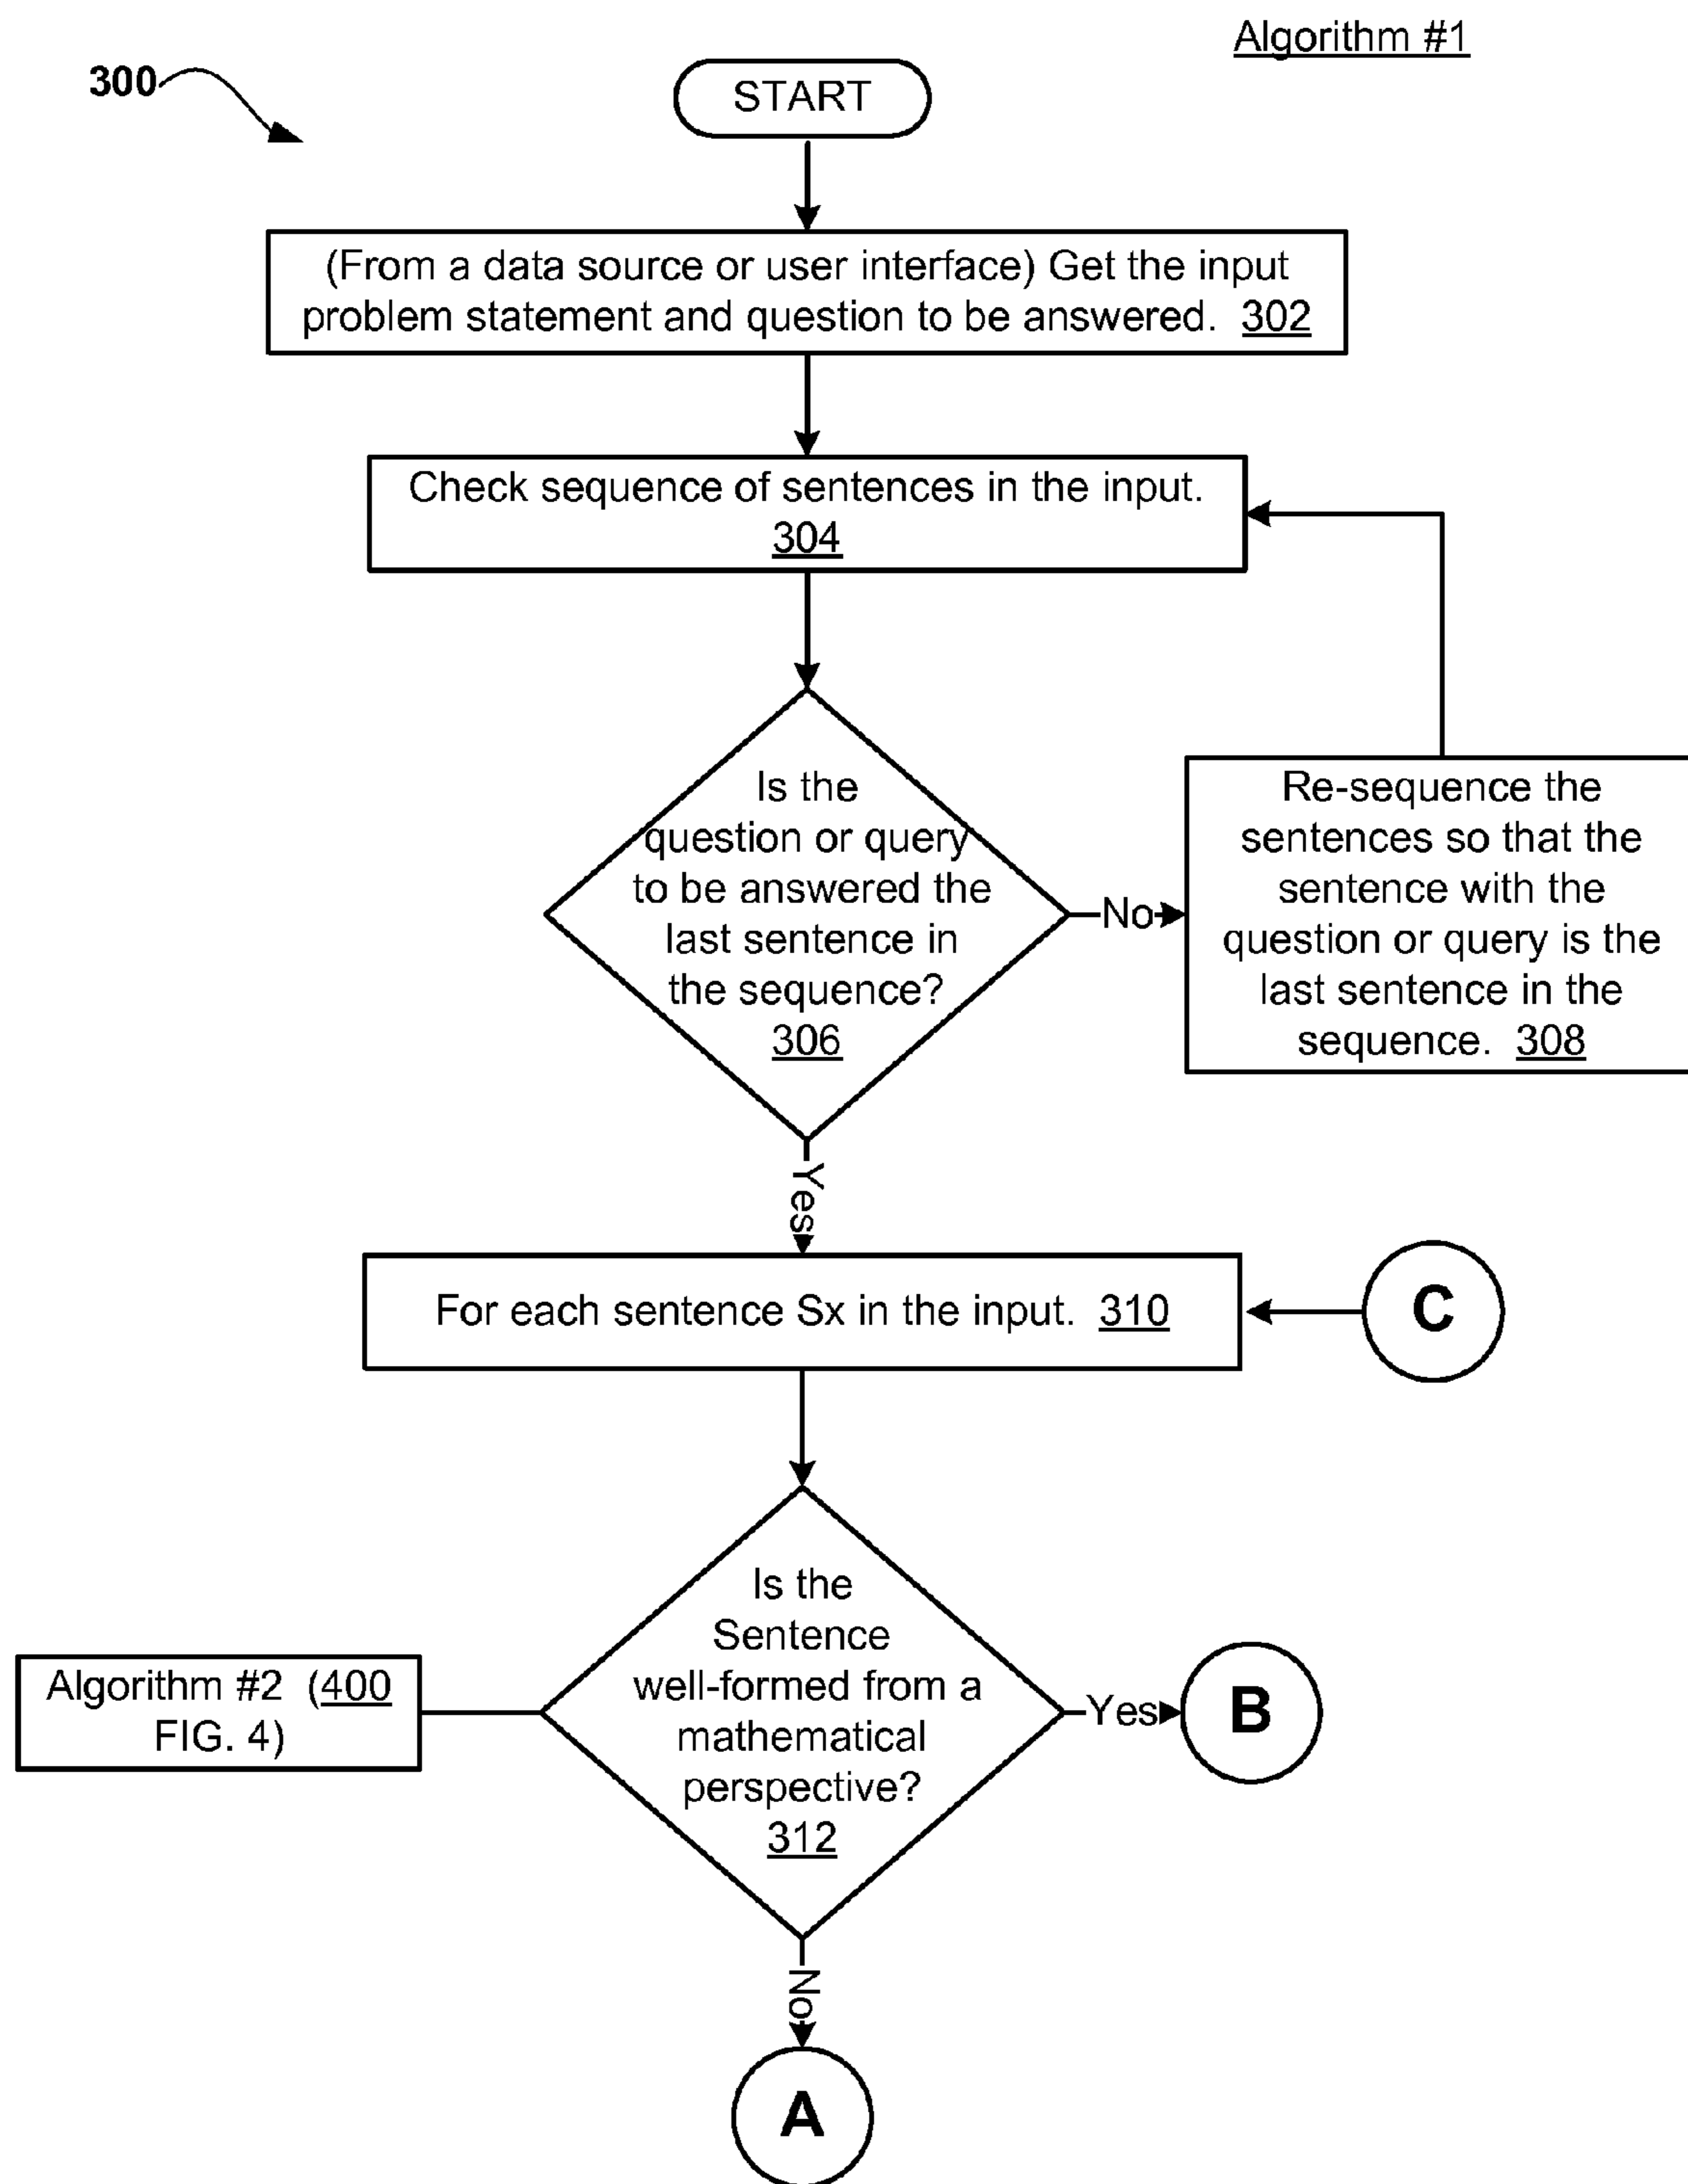 Algorithm #1
300
START
(From a data source or user interface) Get the input
problem statement and question to be answered. 302
Check sequence of sentences in the input.
304
Is the
question or query
to be answered the
last sentence in
the sequence?
306
No
Re-sequence the
sentences so that the
sentence with the
question or query is the
last sentence in the
sequence. 308
Yes
For each sentence Sx in the input. 310
C
Is the
Sentence
well-formed from a
mathematical
perspective?
312
Algorithm #2 (400
FIG. 4)
Yes
B
No
A